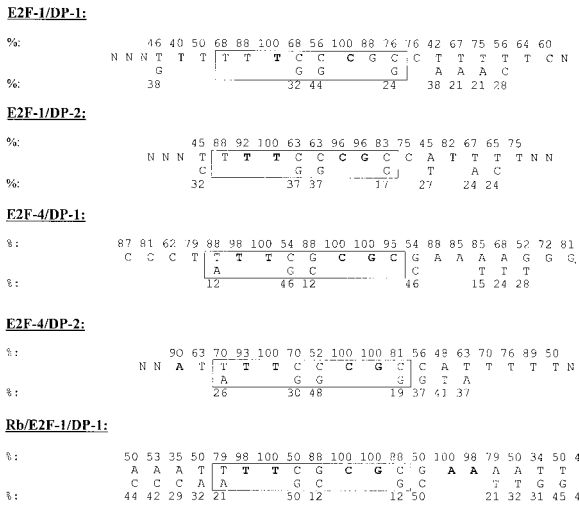 E2F-1/DP-1:
%: 46 40 50 68 88 100 68 56 100 88 76 76 42 67 75 56 64 60
N N N T T T T T T C C C G C C T T T T T C N
G G G G A A A C
%: 38 32 44 24 38 21 21 28
E2F-1/DP-2:
%: 45 88 92 100 63 63 96 96 83 75 45 82 67 65 75
N N N T T T T C C C G C C A T T T T N N
C G G G T A C
%: 32 37 37 17 27 24 24
E2F-4/DP-1:
%: 87 81 62 79 88 98 100 54 88 100 100 95 54 88 85 85 68 52 72 81
C C C T T T T C G C G C G A A A A G G G
A G C C T T T
%: 12 46 12 46 15 24 28
E2F-4/DP-2:
%: 90 63 70 93 100 70 52 100 100 81 56 48 63 70 76 89 50
N N A T T T T C C C G C C A T T T T T N
A G G G G T A
%: 26 30 48 19 37 41 37
Rb/E2F-1/DP-1:
%: 50 53 35 50 79 98 100 50 88 100 100 88 50 100 98 79 50 34 50 4
A A A T T T T C G C G C G A A A A T T
C C C A A G C G C T T G G
%: 44 42 29 32 21 50 12 12 50 21 32 31 45 4